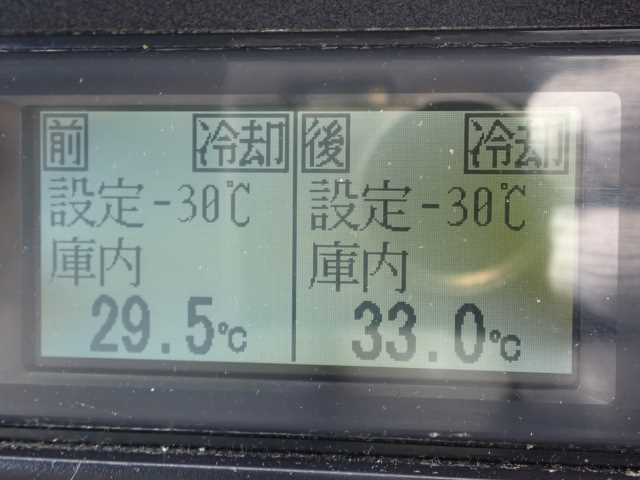 前 冷却
設定 -30℃
庫内
29.5℃
後 冷却
設定 -30℃
庫内
33.0℃